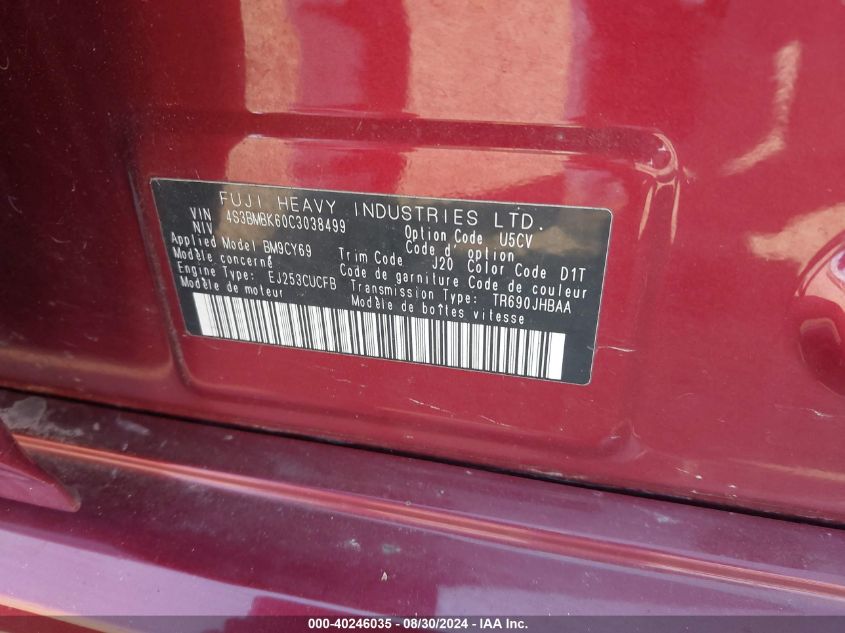 FUJI HEAVY INDUSTRIES LTD.
VIN 4S3BMBK60C3038499 Option Code U5CV
NIV Code d'option
Applied Model BM9CY69 Trim Code J20 Color Code D1T
Modèle concerné Code de garniture Code de couleur
Engine Type: EJ253CUCFB Transmission Type: TR690JHBAA
Modèle de moteur Modèle de boîtes vitesse
000-40246035 - 08/30/2024 - IAA Inc.